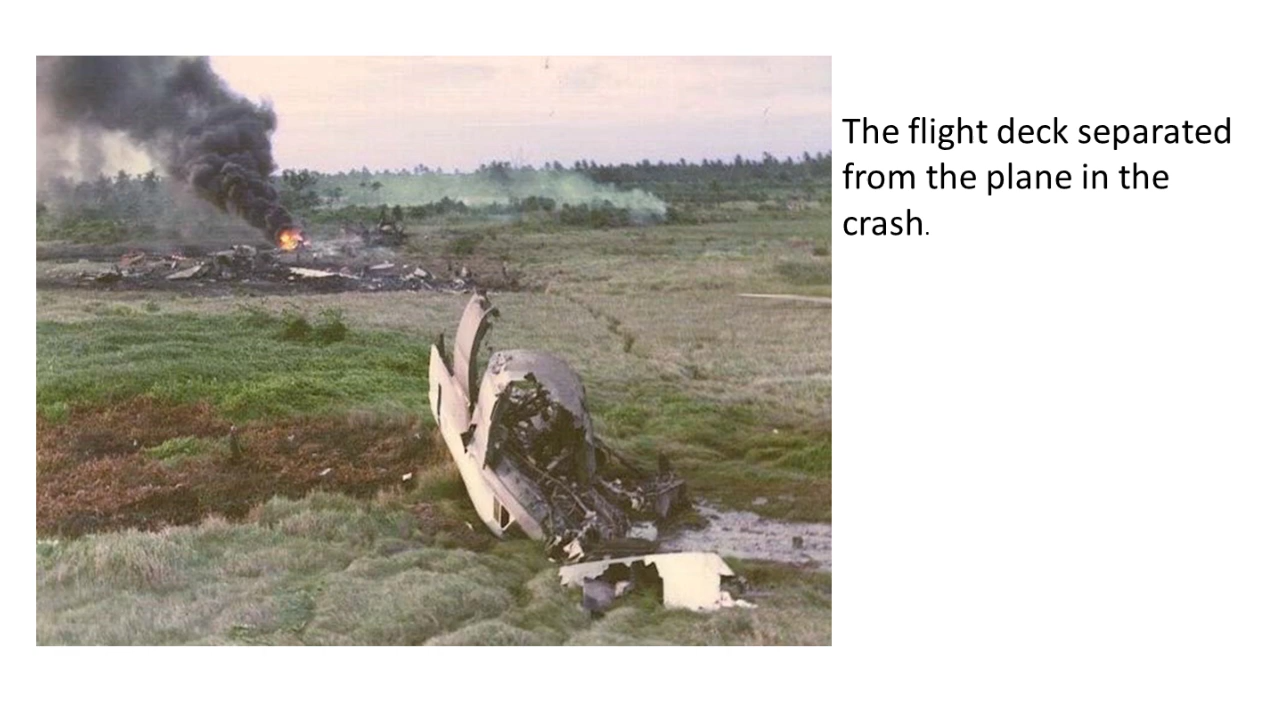 The flight deck separated
from the plane in the
crash.